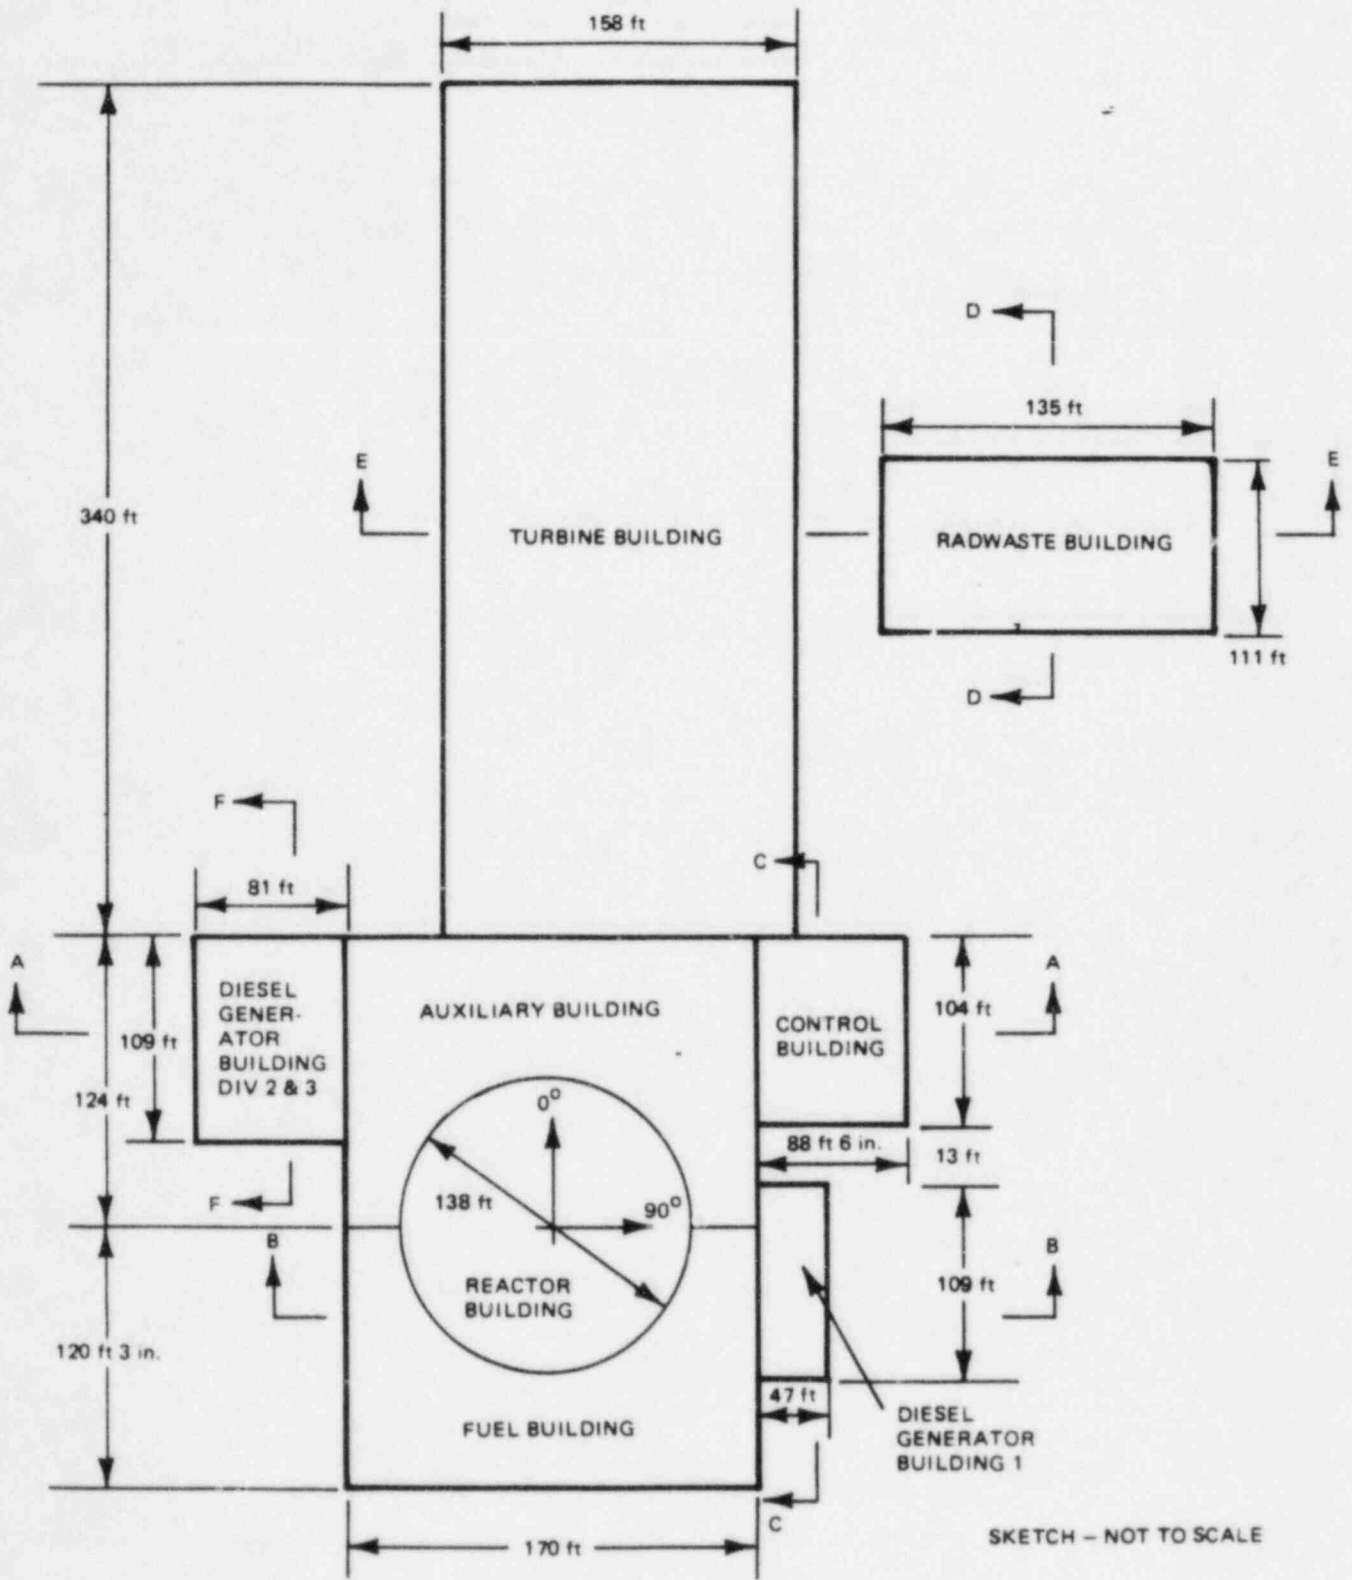 158 ft
D
135 ft
E
E
340 ft
TURBINE BUILDING
RADWASTE BUILDING
111 ft
D
F
C
81 ft
A
A
DIESEL
GENER-
ATOR
BUILDING
DIV 2 & 3
AUXILIARY BUILDING
104 ft
CONTROL
BUILDING
109 ft
124 ft
0°
88 ft 6 in.
13 ft
138 ft
90°
F
B
B
REACTOR
BUILDING
109 ft
120 ft 3 in.
47 ft
DIESEL
GENERATOR
BUILDING 1
FUEL BUILDING
C
SKETCH – NOT TO SCALE
170 ft